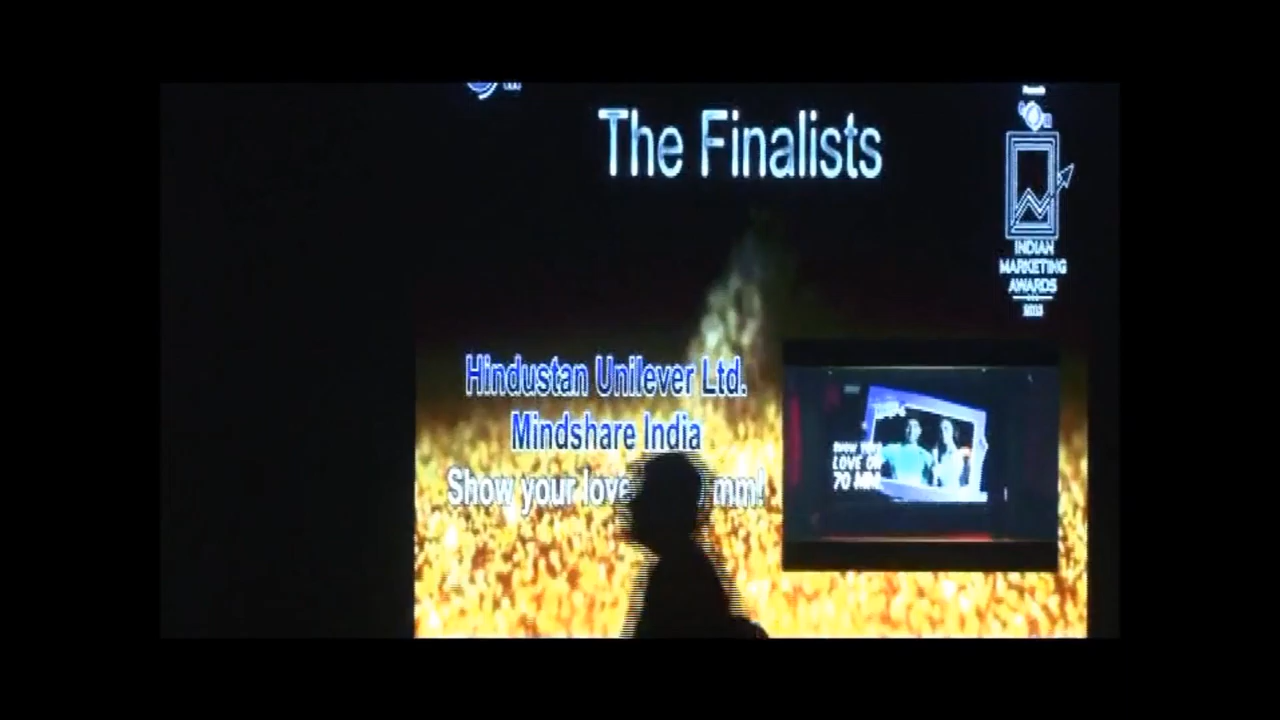 The Finalists
INDIAN
MARKETING
AWARDS
Hindustan Unilever Ltd.
Mindshare India
Show your love mm!
LOVE ON
70 MM